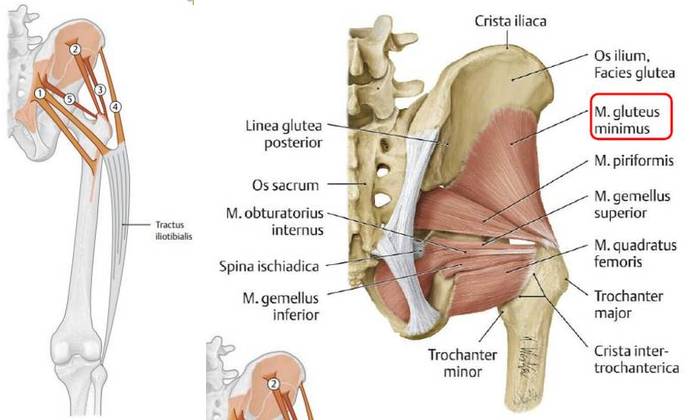 2
1
3
5
4
Tractus
iliotibialis
2
Crista iliaca
Os ilium,
Facies glutea
M. gluteus
minimus
Linea glutea
posterior
M. piriformis
Os sacrum
M. gemellus
superior
M. obturatorius
internus
M. quadratus
femoris
Spina ischiadica
M. gemellus
inferior
Trochanter
major
Trochanter
minor
Crista inter-
trochanterica